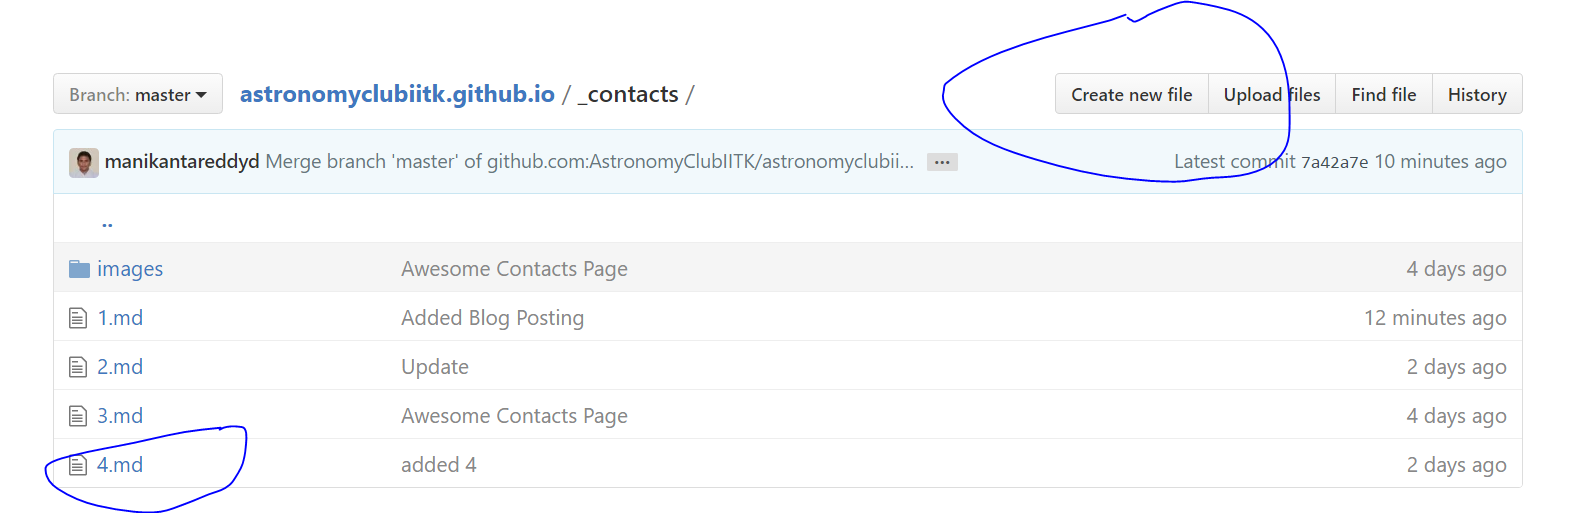 Branch: master astronomyclubiitk.github.io / _contacts / Create new file Upload files Find file History
manikantareddyd Merge branch 'master' of github.com:AstronomyClubIITK/astronomyclubii... ... Latest commit 7a42a7e 10 minutes ago
..
images Awesome Contacts Page 4 days ago
1.md Added Blog Posting 12 minutes ago
2.md Update 2 days ago
3.md Awesome Contacts Page 4 days ago
4.md added 4 2 days ago